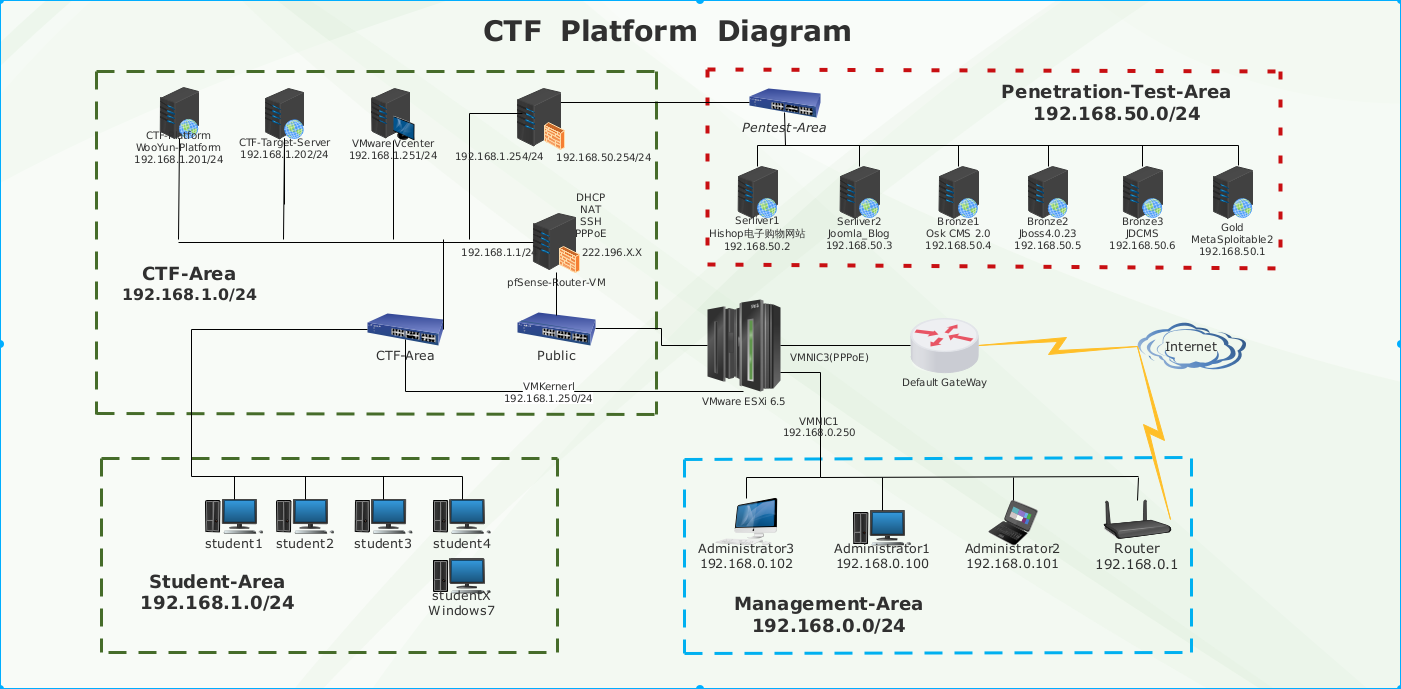 CTF Platform Diagram
CTF-Platform
WooYun-Platform
192.168.1.201/24
CTF-Target-Server
192.168.1.202/24
VMware Vcenter
192.168.1.251/24
192.168.1.254/24
192.168.50.254/24
DHCP
NAT
SSH
PPPoE
192.168.1.1/24
222.196.X.X
pfSense-Router-VM
CTF-Area
192.168.1.0/24
CTF-Area
Public
VMKernerl
192.168.1.250/24
Pentest-Area
Penetration-Test-Area
192.168.50.0/24
Serliver1
Hishop电子购物网站
192.168.50.2
Serliver2
Joomla_Blog
192.168.50.3
Bronze1
Osk CMS 2.0
192.168.50.4
Bronze2
Jboss4.0.23
192.168.50.5
Bronze3
JDCMS
192.168.50.6
Gold
MetaSploitable2
192.168.50.1
VMware ESXi 6.5
VMNIC3(PPPoE)
Default GateWay
Internet
VMNIC1
192.168.0.250
student1
student2
student3
student4
studentX
Windows7
Student-Area
192.168.1.0/24
Administrator3
192.168.0.102
Administrator1
192.168.0.100
Administrator2
192.168.0.101
Router
192.168.0.1
Management-Area
192.168.0.0/24